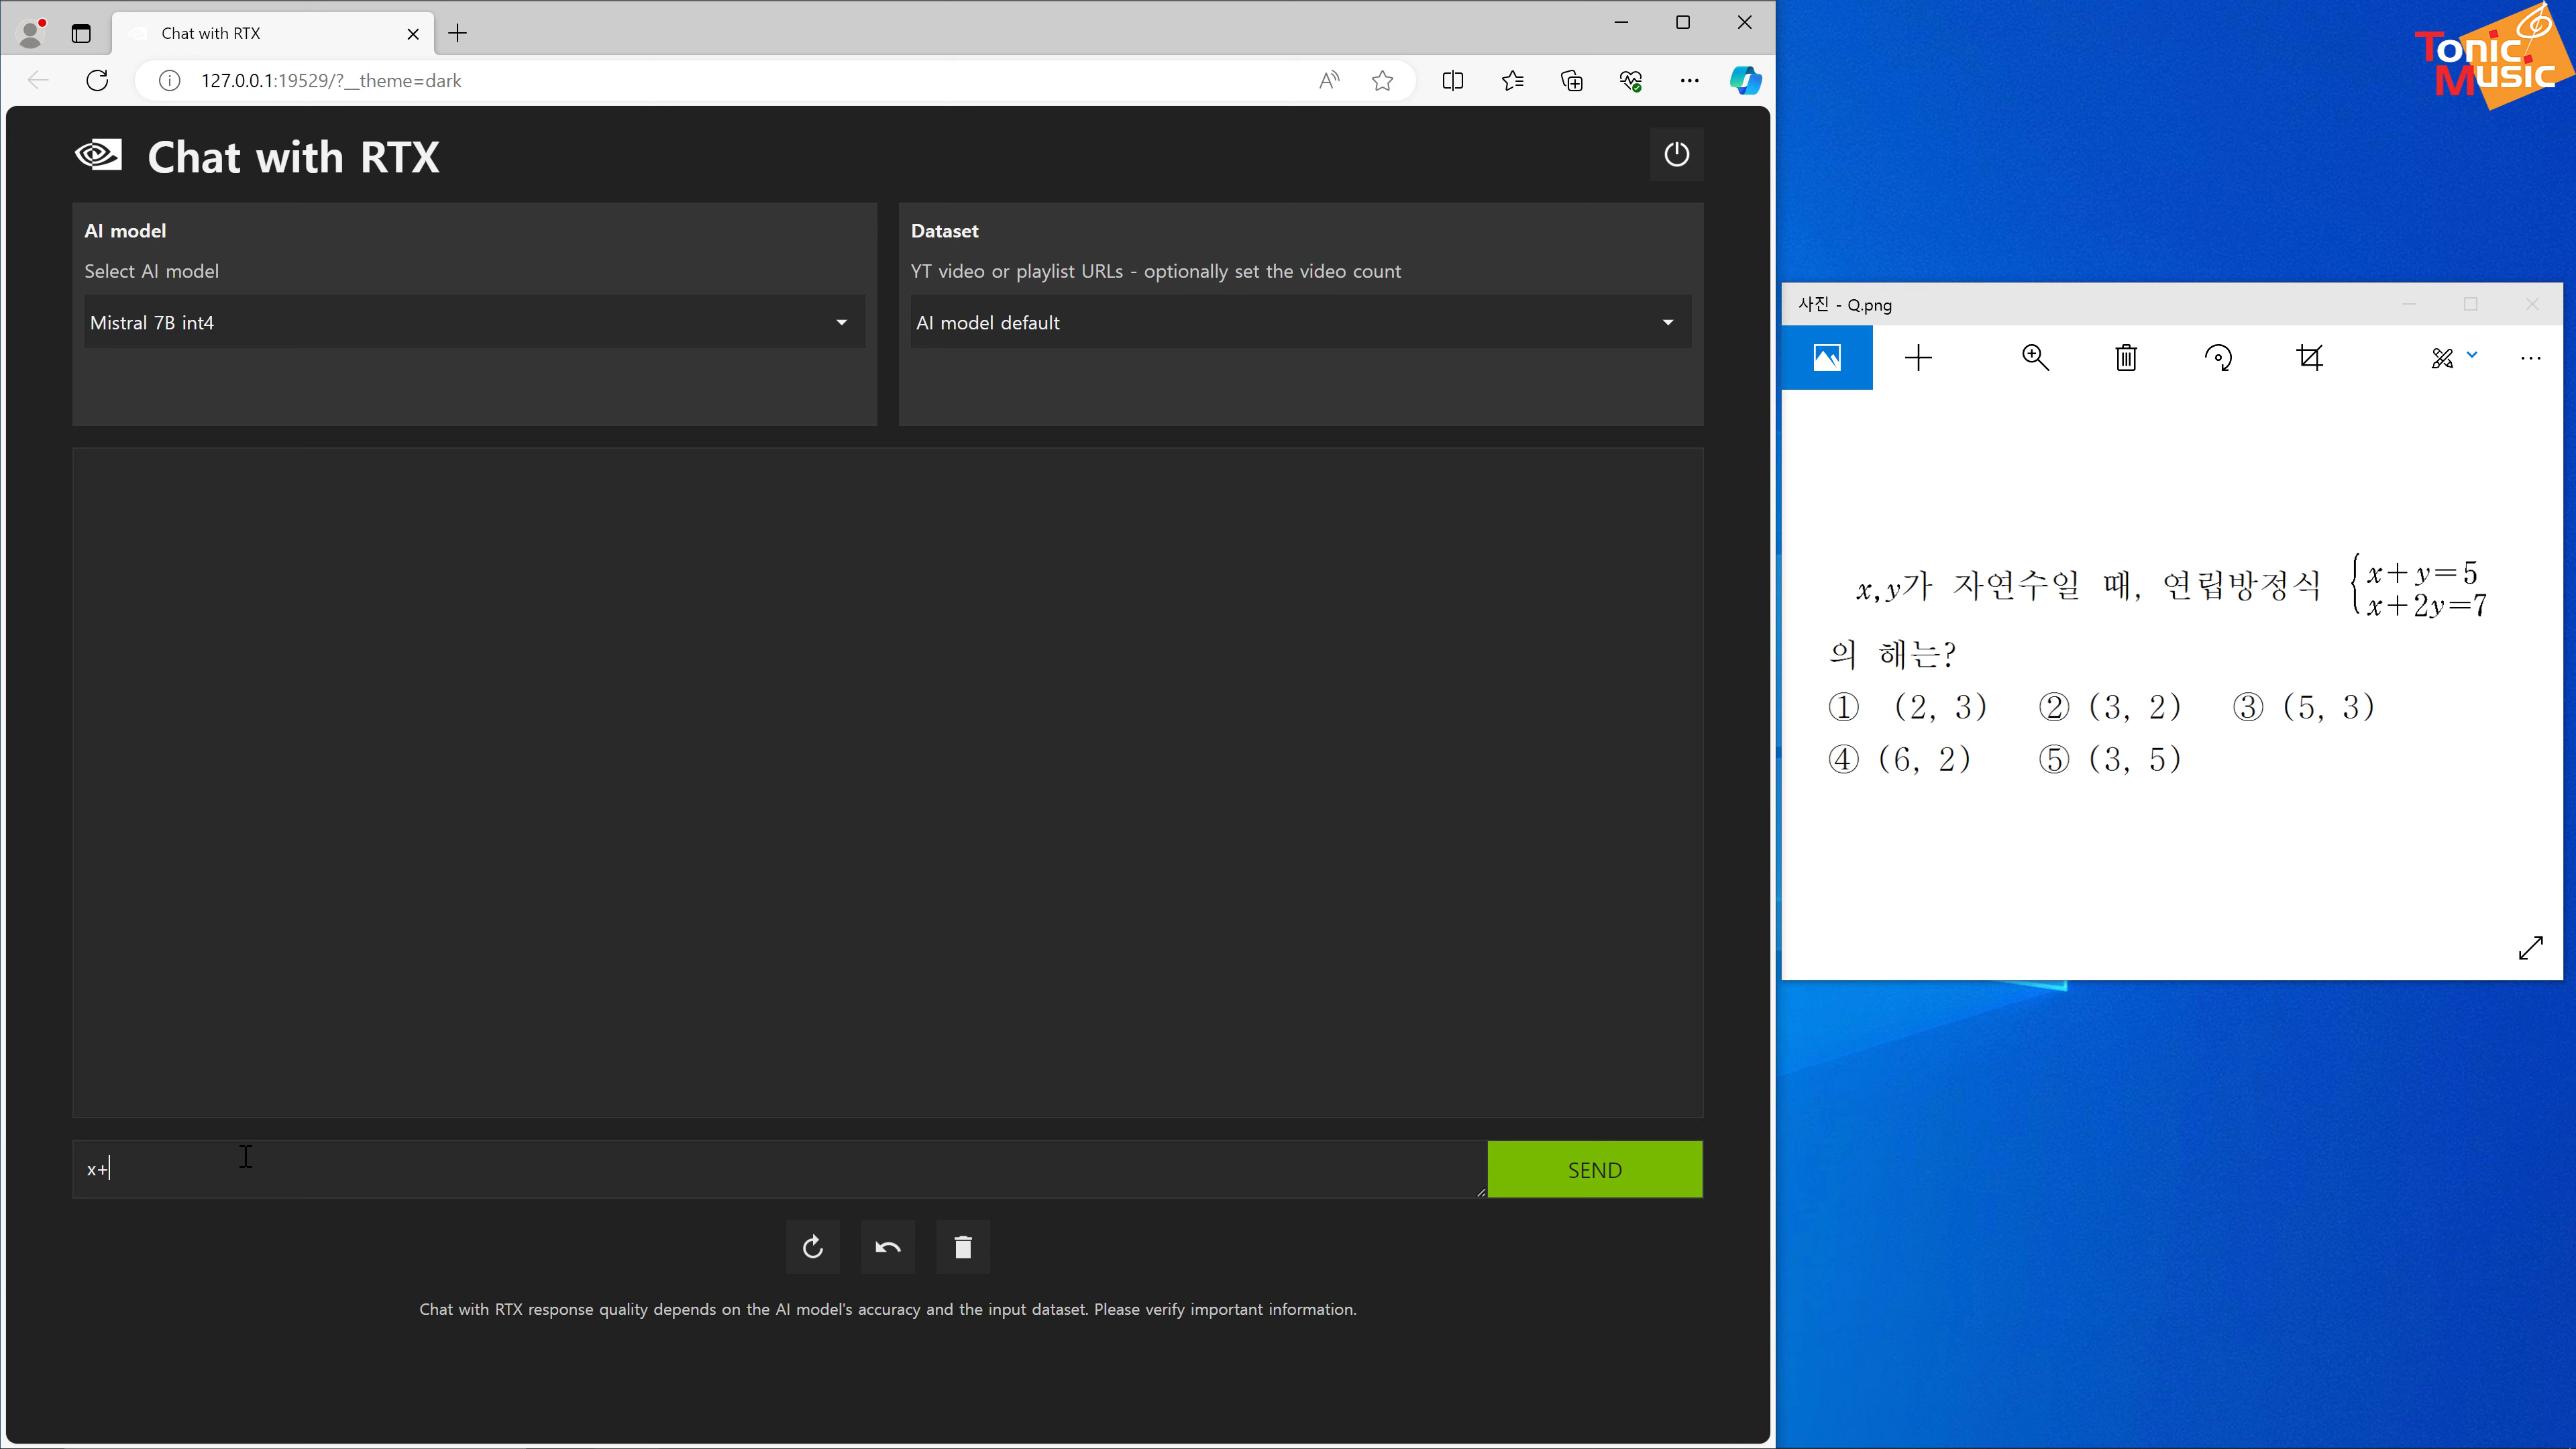 Chat with RTX
127.0.0.1:19529/?__theme=dark
Chat with RTX
AI model
Select AI model
Mistral 7B int4
Dataset
YT video or playlist URLs - optionally set the video count
AI model default
x+
SEND
Chat with RTX response quality depends on the AI model's accuracy and the input dataset. Please verify important information.
Tonic
Music
사진 - Q.png
x, y가 자연수일 때, 연립방정식 {x+y=5
x+2y=7
의 해는?
① (2, 3) ② (3, 2) ③ (5, 3)
④ (6, 2) ⑤ (3, 5)